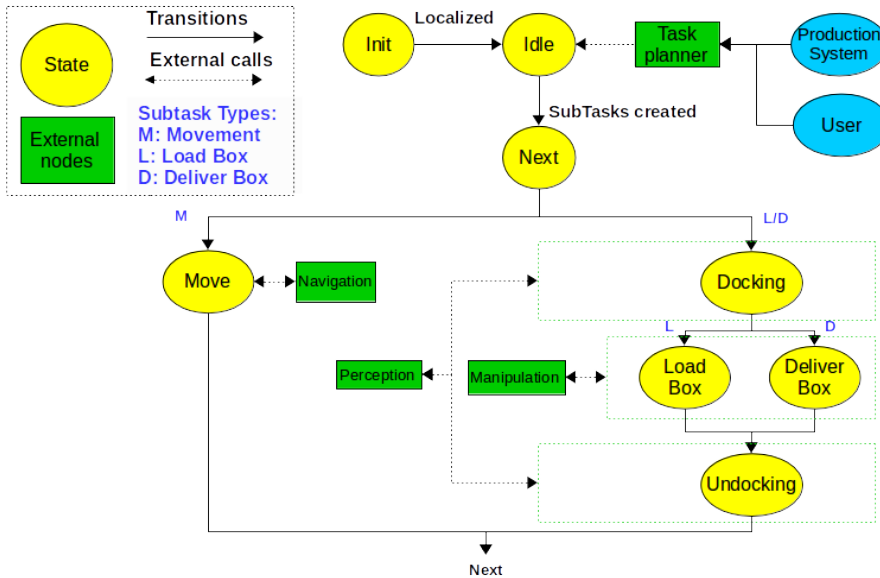 Transitions
External calls
State
Subtask Types:
M: Movement
L: Load Box
D: Deliver Box
External
nodes
Init
Localized
Idle
Task
planner
Production
System
User
SubTasks created
Next
M
L/D
Move
Navigation
Docking
L
D
Perception
Manipulation
Load
Box
Deliver
Box
Undocking
Next